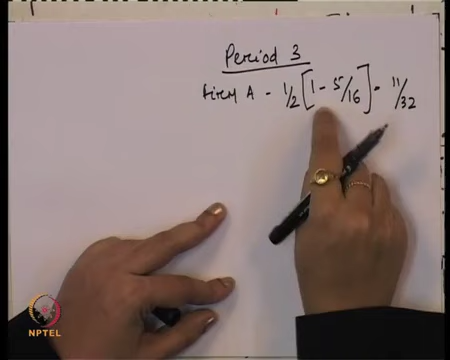 Period 3
Firm A - 1/2 [1 - 5/16] = 11/32
NPTEL